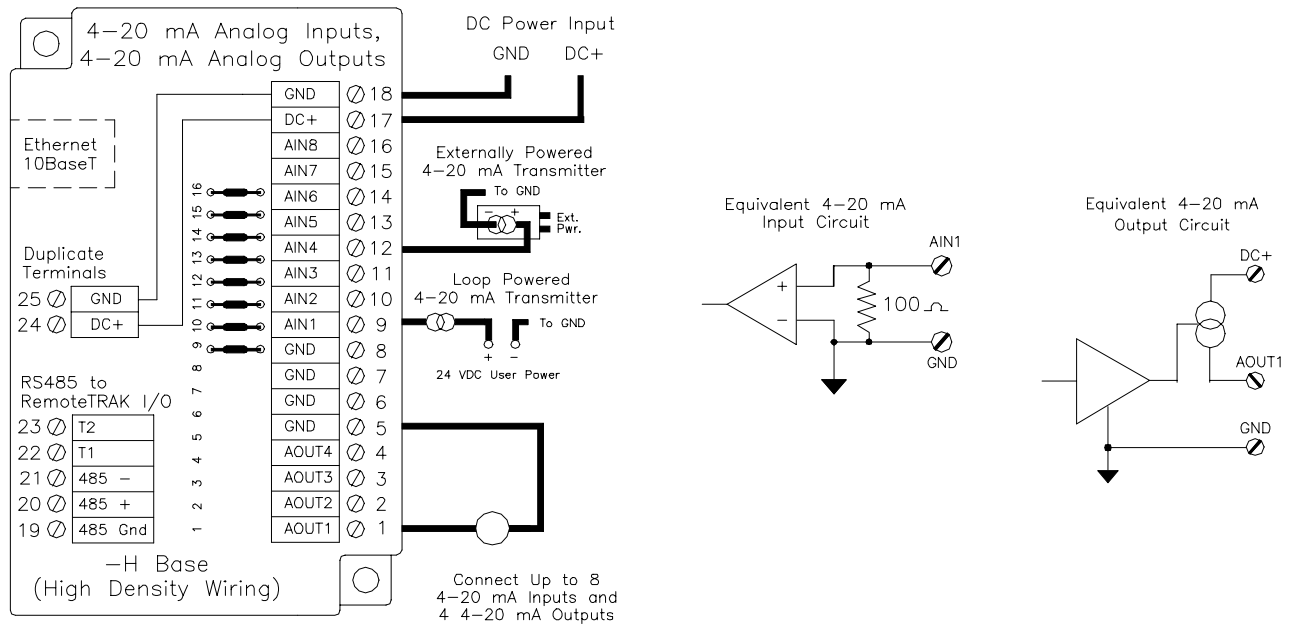 4-20 mA Analog Inputs,
4-20 mA Analog Outputs
DC Power Input
GND DC+
GND 18
DC+ 17
AIN8 16
AIN7 15
AIN6 14
AIN5 13
AIN4 12
AIN3 11
AIN2 10
AIN1 9
GND 8
GND 7
GND 6
GND 5
AOUT4 4
AOUT3 3
AOUT2 2
AOUT1 1
Ethernet
10BaseT
16
15
14
13
12
11
10
9
8
7
6
5
4
3
2
1
Duplicate
Terminals
25 GND
24 DC+
RS485 to
RemoteTRAK I/O
23 T2
22 T1
21 485 -
20 485 +
19 485 Gnd
-H Base
(High Density Wiring)
Externally Powered
4-20 mA Transmitter
To GND
- +
Ext.
Pwr.
Loop Powered
4-20 mA Transmitter
To GND
+ -
24 VDC User Power
Connect Up to 8
4-20 mA Inputs and
4 4-20 mA Outputs
Equivalent 4-20 mA
Input Circuit
AIN1
+
-
100 Ω
GND
Equivalent 4-20 mA
Output Circuit
DC+
AOUT1
GND